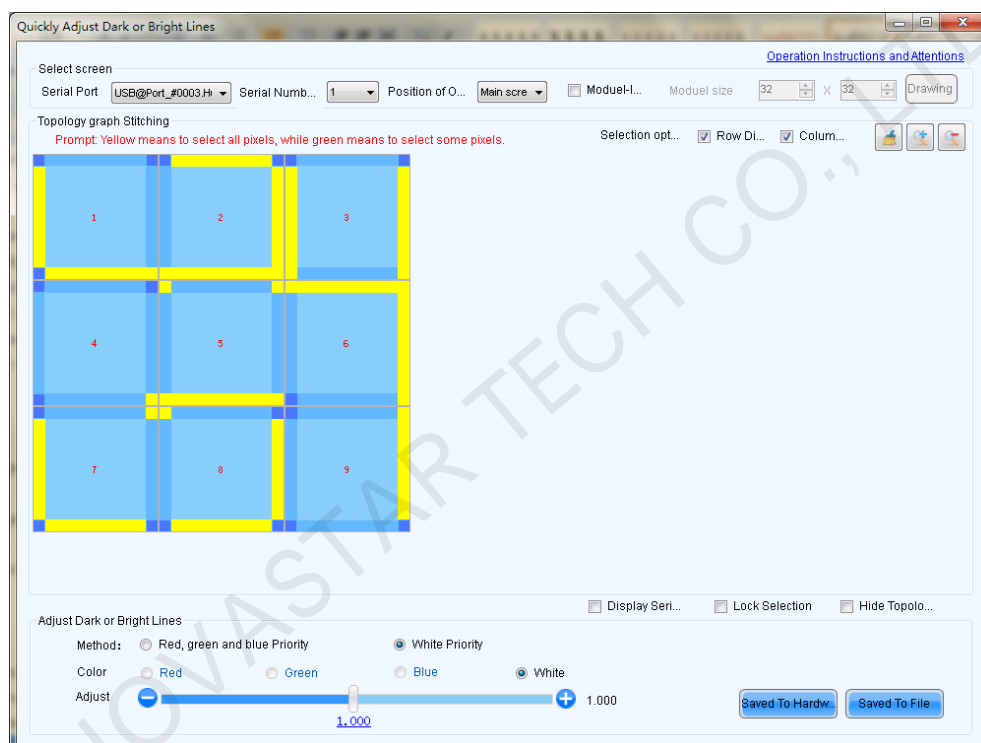 Quickly Adjust Dark or Bright Lines
Operation Instructions and Attentions
Select screen
Serial Port USB@Port_#0003.H Serial Numb... 1 Position of O... Main scre Moduel-I... Moduel size 32 X 32 Drawing
Topology graph Stitching
Prompt: Yellow means to select all pixels, while green means to select some pixels.
Selection opt... Row Di... Colum...
1 2 3
4 5 6
7 8 9
Display Seri... Lock Selection Hide Topolo...
Adjust Dark or Bright Lines
Method: Red, green and blue Priority White Priority
Color Red Green Blue White
Adjust 1.000
1.000
Saved To Hardw... Saved To File
NOVASTAR TECH CO., LTD